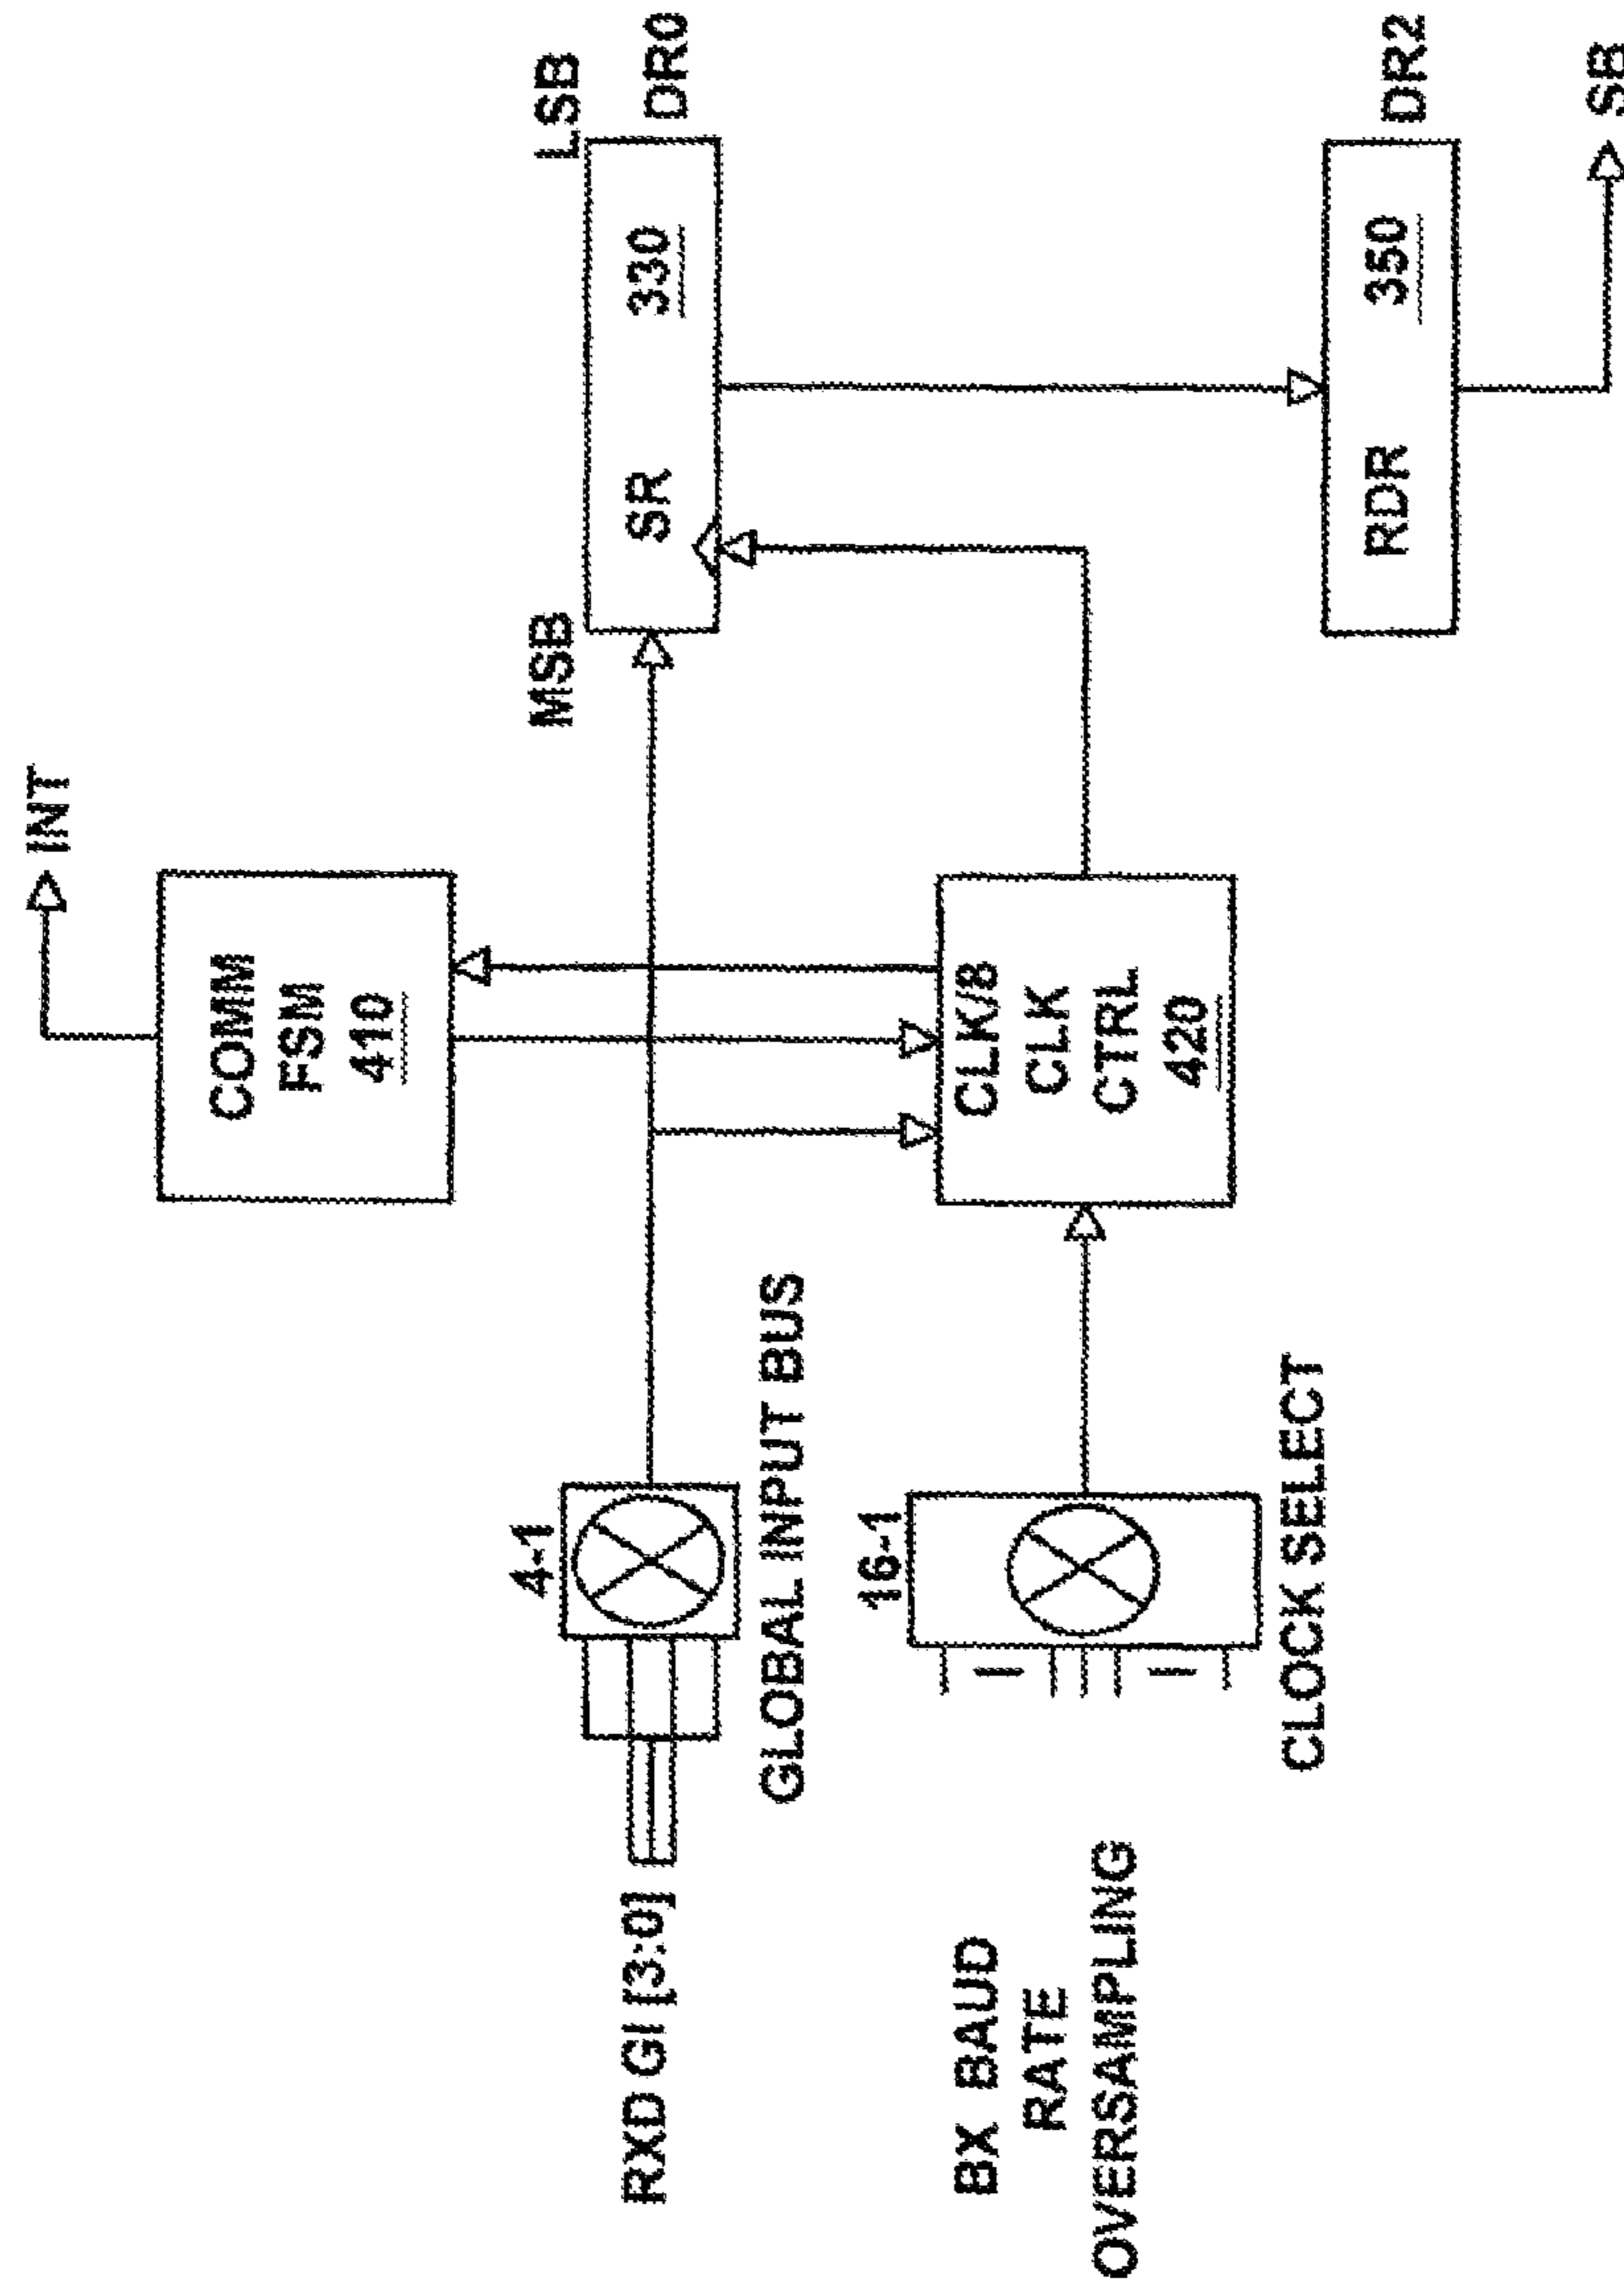 INT
COMM
FSM
410
MSB
LSB
SR 330
DR0
4-1
RXD GI [3:0]
GLOBAL INPUT BUS
16-1
BX BAUD
RATE
OVERSAMPLING
CLK/8
CLK
CTRL
420
CLOCK SELECT
RDR 350
DR2
SB